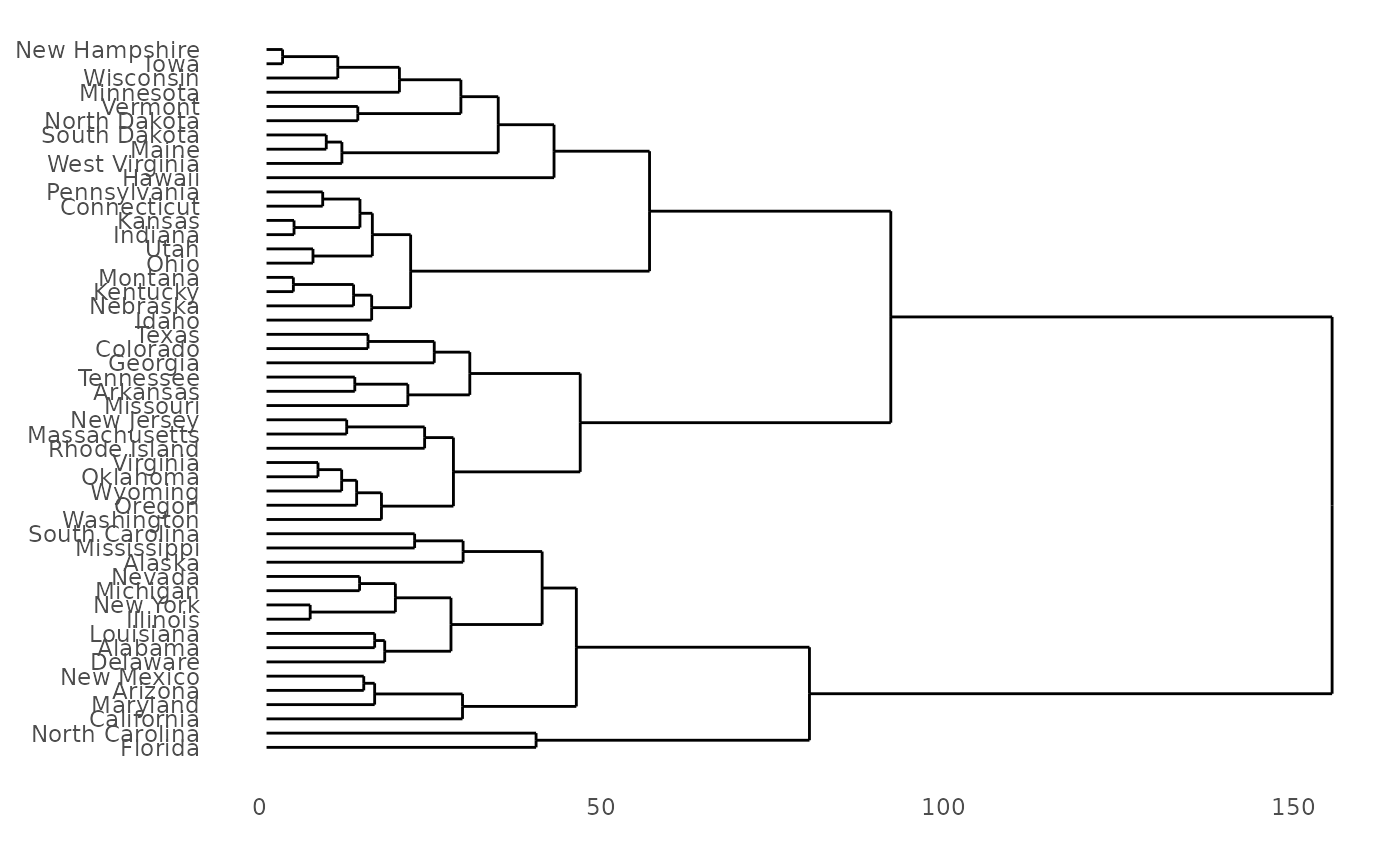 New Hampshire
Iowa
Wisconsin
Minnesota
Vermont
North Dakota
South Dakota
Maine
West Virginia
Hawaii
Pennsylvania
Connecticut
Kansas
Indiana
Utah
Ohio
Montana
Kentucky
Nebraska
Idaho
Texas
Colorado
Georgia
Tennessee
Arkansas
Missouri
New Jersey
Massachusetts
Rhode Island
Virginia
Oklahoma
Wyoming
Oregon
Washington
South Carolina
Mississippi
Alaska
Nevada
Michigan
New York
Illinois
Louisiana
Alabama
Delaware
New Mexico
Arizona
Maryland
California
North Carolina
Florida
0 50 100 150